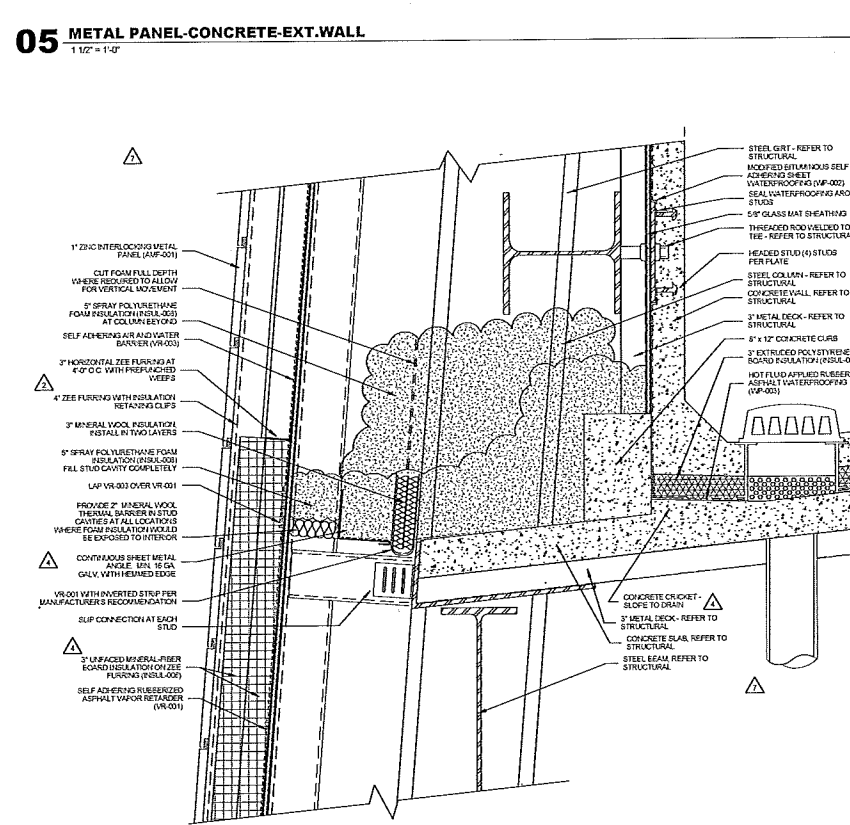 05 METAL PANEL-CONCRETE-EXT.WALL
1 1/2" = 1'-0"
7
1" ZINC INTERLOCKING METAL
PANEL (AMF-001)
CUT FOAM FULL DEPTH
WHERE REQUIRED TO ALLOW
FOR VERTICAL MOVEMENT
5" SPRAY POLYURETHANE
FOAM INSULATION (INSUL-008)
AT COLUMN BEYOND
SELF ADHERING AIR AND WATER
BARRIER (VR-003)
3" HORIZONTAL ZEE FURRING AT
4'-0" O.C. WITH PREPUNCHED
WEEPS
2
4" ZEE FURRING WITH INSULATION
RETAINING CLIPS
3" MINERAL WOOL INSULATION,
INSTALL IN TWO LAYERS
5" SPRAY POLYURETHANE FOAM
INSULATION (INSUL-008)
FILL STUD CAVITY COMPLETELY
LAP VR-003 OVER VR-001
PROVIDE 2" MINERAL WOOL
THERMAL BARRIER IN STUD
CAVITIES AT ALL LOCATIONS
WHERE FOAM INSULATION WOULD
BE EXPOSED TO INTERIOR
4
CONTINUOUS SHEET METAL
ANGLE, MIN. 16 GA.
GALV, WITH HEMMED EDGE
VR-001 WITH INVERTED STRIP PER
MANUFACTURER'S RECOMMENDATION
SLIP CONNECTION AT EACH
STUD
4
3" UNFACED MINERAL-FIBER
BOARD INSULATION ON ZEE
FURRING (INSUL-006)
SELF ADHERING RUBBERIZED
ASPHALT VAPOR RETARDER
(VR-001)
STEEL GIRT - REFER TO
STRUCTURAL
MODIFIED BITUMINOUS SELF
ADHERING SHEET
WATERPROOFING (WP-002)
SEAL WATERPROOFING ARO
STUDS
5/8" GLASS MAT SHEATHING
THREADED ROD WELDED TO
TEE - REFER TO STRUCTURA
HEADED STUD (4) STUDS
PER PLATE
STEEL COLUMN - REFER TO
STRUCTURAL
CONCRETE WALL, REFER TO
STRUCTURAL
3" METAL DECK - REFER TO
STRUCTURAL
8" x 12" CONCRETE CURB
3" EXTRUDED POLYSTYRENE
BOARD INSULATION (INSUL-0
HOT FLUID APPLIED RUBBER
ASPHALT WATERPROOFING
(WP-003)
CONCRETE CRICKET -
SLOPE TO DRAIN
4
3" METAL DECK - REFER TO
STRUCTURAL
CONCRETE SLAB, REFER TO
STRUCTURAL
STEEL BEAM, REFER TO
STRUCTURAL
7